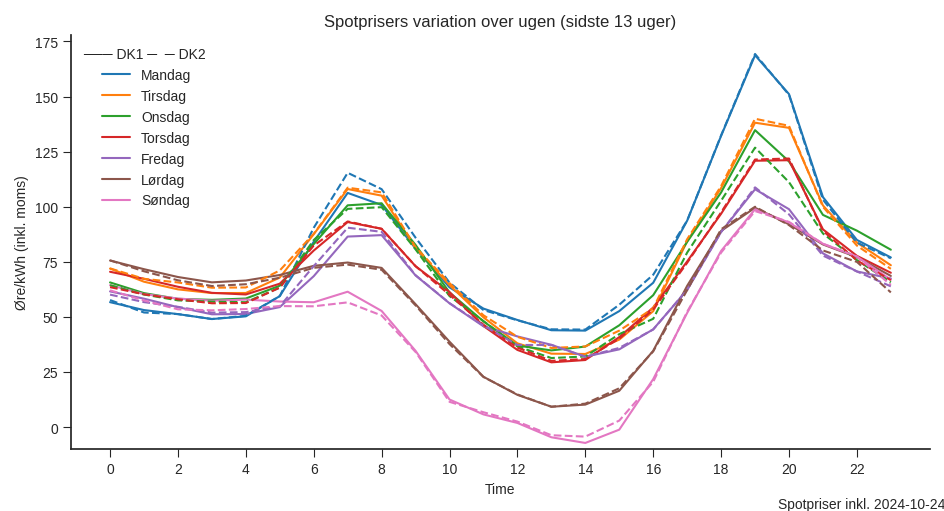 Spotprisers variation over ugen (sidste 13 uger)
175
150
125
100
75
50
25
0
Øre/kWh (inkl. moms)
DK1 DK2
Mandag
Tirsdag
Onsdag
Torsdag
Fredag
Lørdag
Søndag
0 2 4 6 8 10 12 14 16 18 20 22
Time
Spotpriser inkl. 2024-10-24